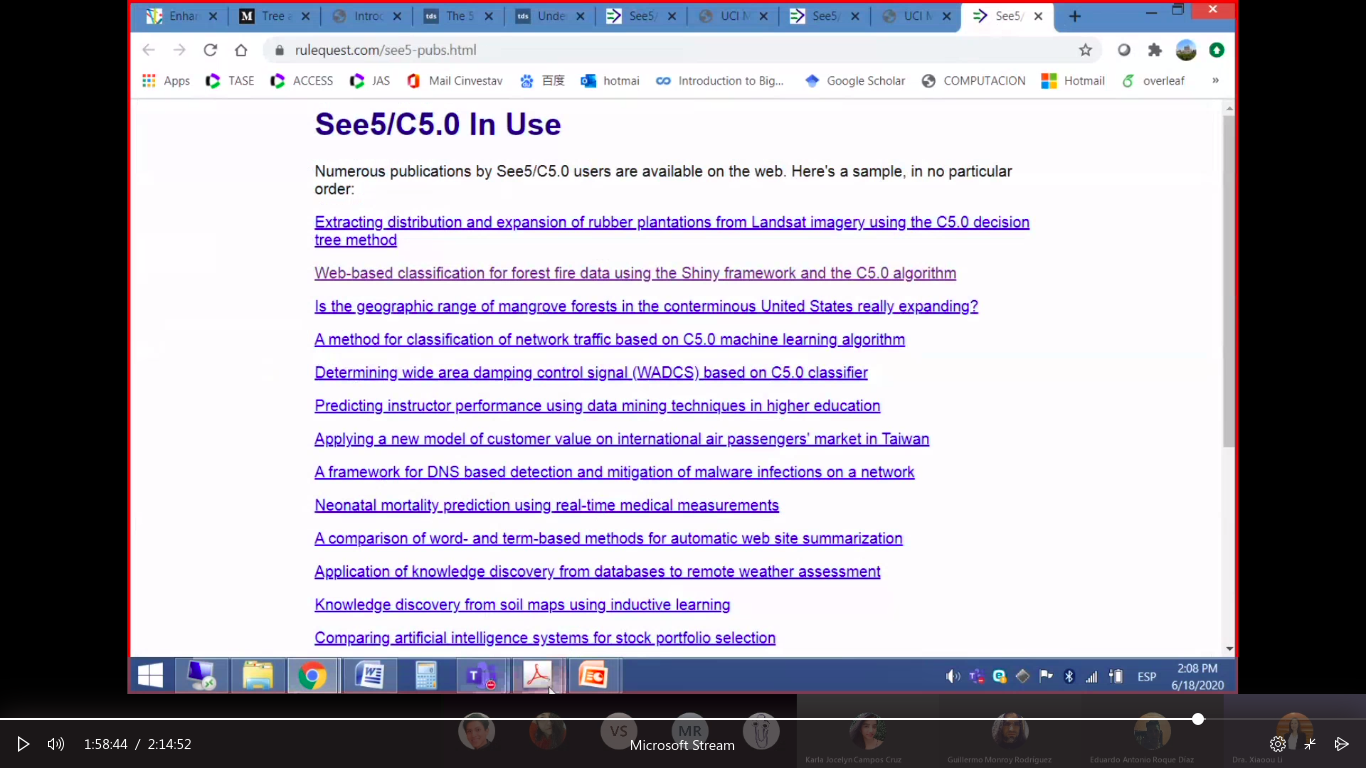 Enhan
Tree a
Introd
The S
Under
See5/
UCI M
See5/
UCI M
See5/
rulequest.com/see5-pubs.html
Apps
TASE
ACCESS
JAS
Mail Cinvestav
百度
hotmai
Introduction to Big...
Google Scholar
COMPUTACION
Hotmail
overleaf
»
See5/C5.0 In Use
Numerous publications by See5/C5.0 users are available on the web. Here's a sample, in no particular
order:
Extracting distribution and expansion of rubber plantations from Landsat imagery using the C5.0 decision
tree method
Web-based classification for forest fire data using the Shiny framework and the C5.0 algorithm
Is the geographic range of mangrove forests in the conterminous United States really expanding?
A method for classification of network traffic based on C5.0 machine learning algorithm
Determining wide area damping control signal (WADCS) based on C5.0 classifier
Predicting instructor performance using data mining techniques in higher education
Applying a new model of customer value on international air passengers' market in Taiwan
A framework for DNS based detection and mitigation of malware infections on a network
Neonatal mortality prediction using real-time medical measurements
A comparison of word- and term-based methods for automatic web site summarization
Application of knowledge discovery from databases to remote weather assessment
Knowledge discovery from soil maps using inductive learning
Comparing artificial intelligence systems for stock portfolio selection
ESP
2:08 PM
6/18/2020
VS
MR
1:58:44 / 2:14:52
Microsoft Stream
Karla Jocelyn Campos Cruz
Guillermo Monroy Rodriguez
Eduardo Antonio Roque Diaz
Dra. Xiaoou Li